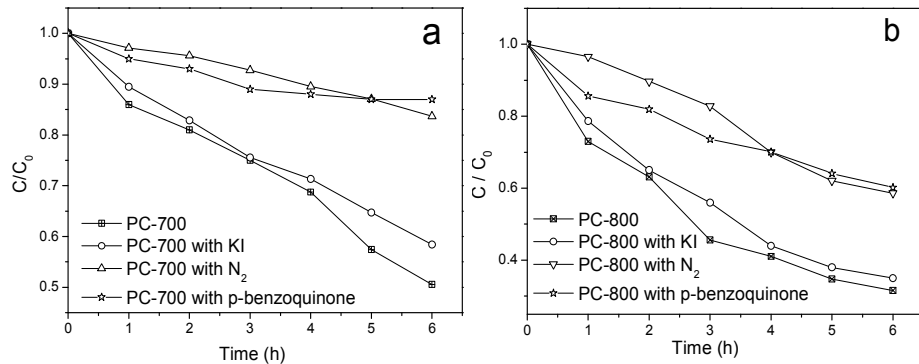 a
1.0
0.9
0.8
0.7
0.6
0.5
C/C0
PC-700
PC-700 with KI
PC-700 with N2
PC-700 with p-benzoquinone
0 1 2 3 4 5 6
Time (h)
b
1.0
0.8
0.6
0.4
C / C0
PC-800
PC-800 with KI
PC-800 with N2
PC-800 with p-benzoquinone
0 1 2 3 4 5 6
Time (h)